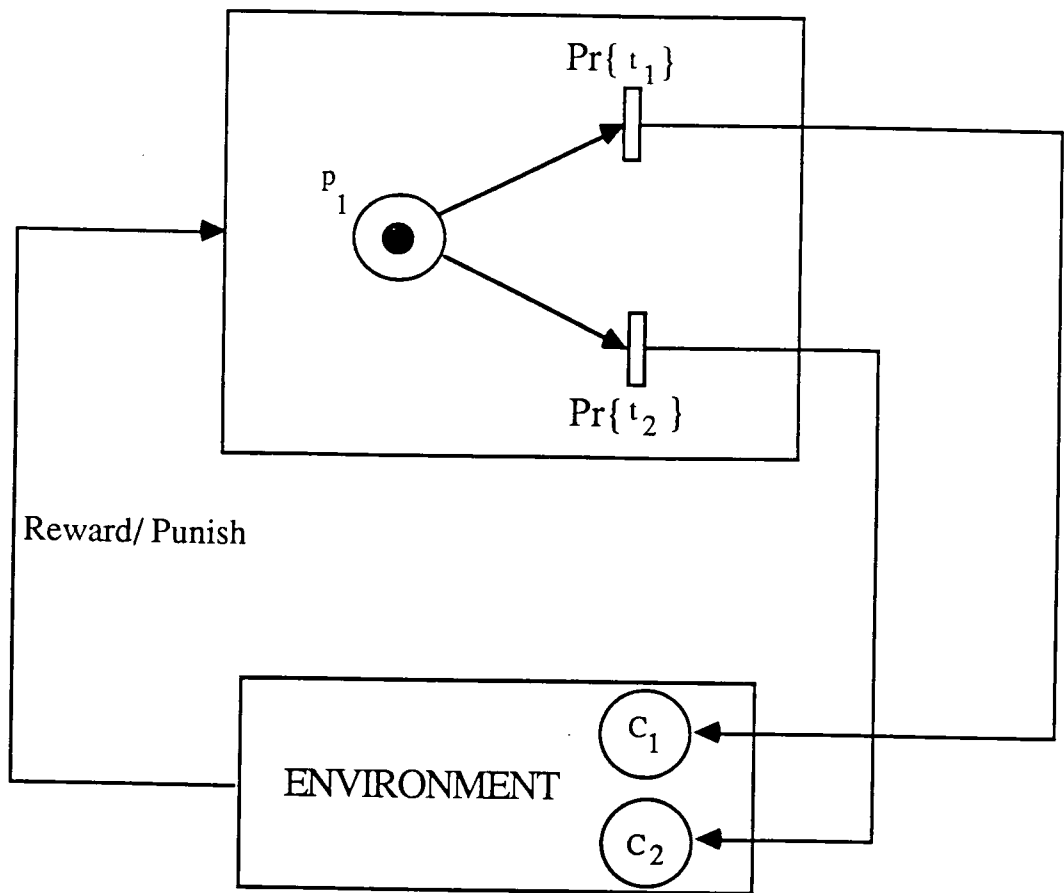 Pr{ t₁}
p₁
Pr{ t₂ }
Reward/ Punish
C₁
ENVIRONMENT
C₂